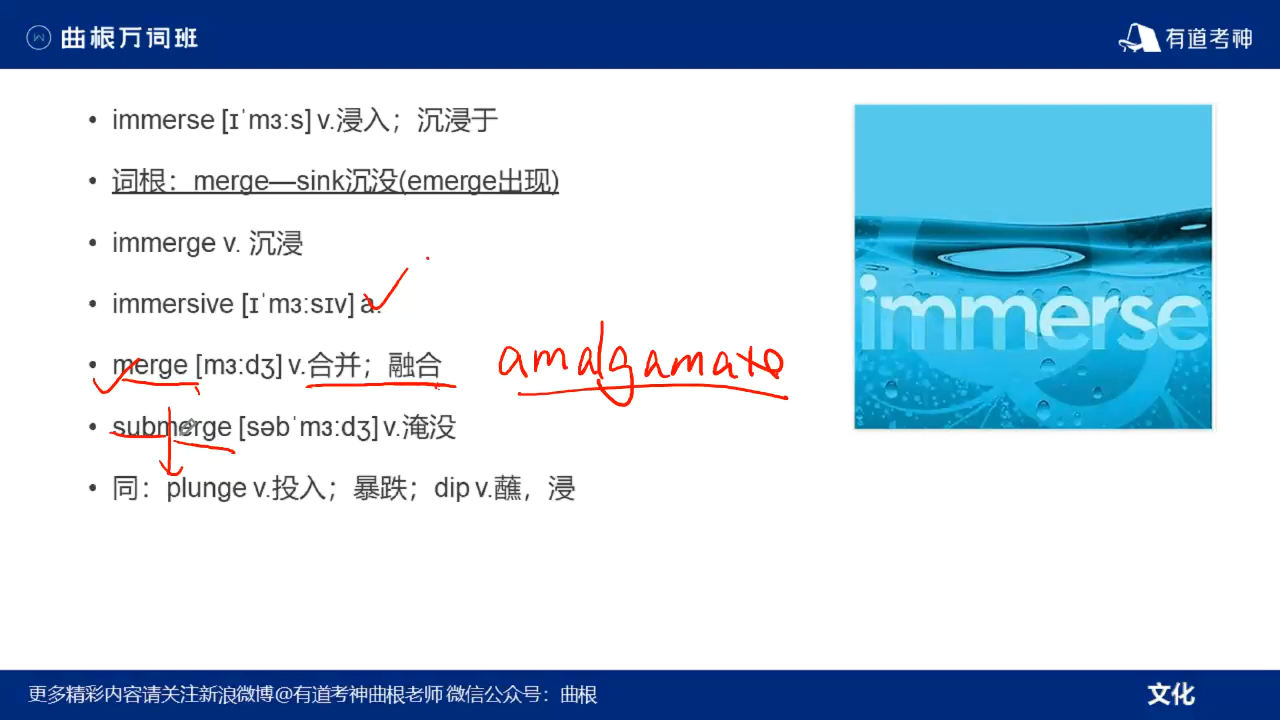 曲根万词班
有道考神
• immerse [ɪˈmɜːs] v.浸入；沉浸于
• 词根：merge—sink沉没(emerge出现)
• immerge v. 沉浸
• immersive [ɪˈmɜːsɪv] a.
• merge [mɜːdʒ] v.合并；融合
amalgamate
• submerge [səbˈmɜːdʒ] v.淹没
• 同：plunge v.投入；暴跌；dip v.蘸，浸
immerse
更多精彩内容请关注新浪微博@有道考神曲根老师 微信公众号：曲根
文化